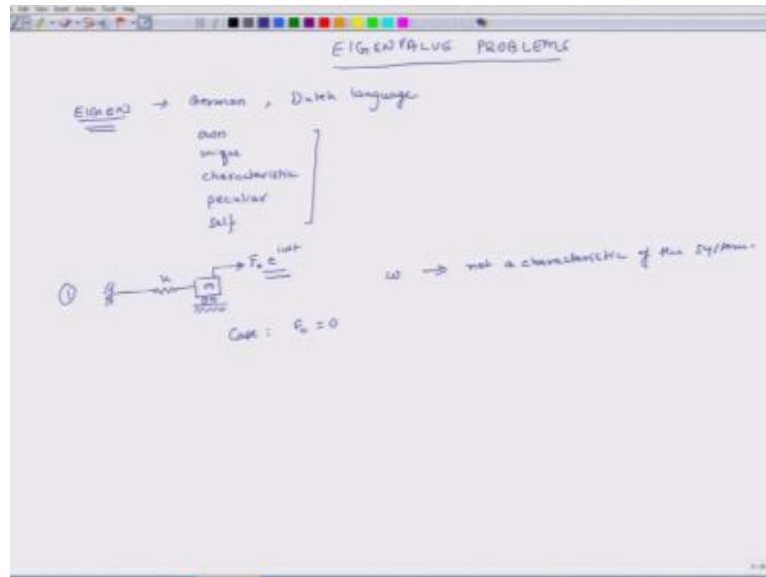 EIGENVALUE PROBLEMS
EIGEN → German, Dutch language
own
unique
characteristic
peculiar
self
① k m F₀ e^{iωt} ω → not a characteristic of the system.
Case: F₀ = 0